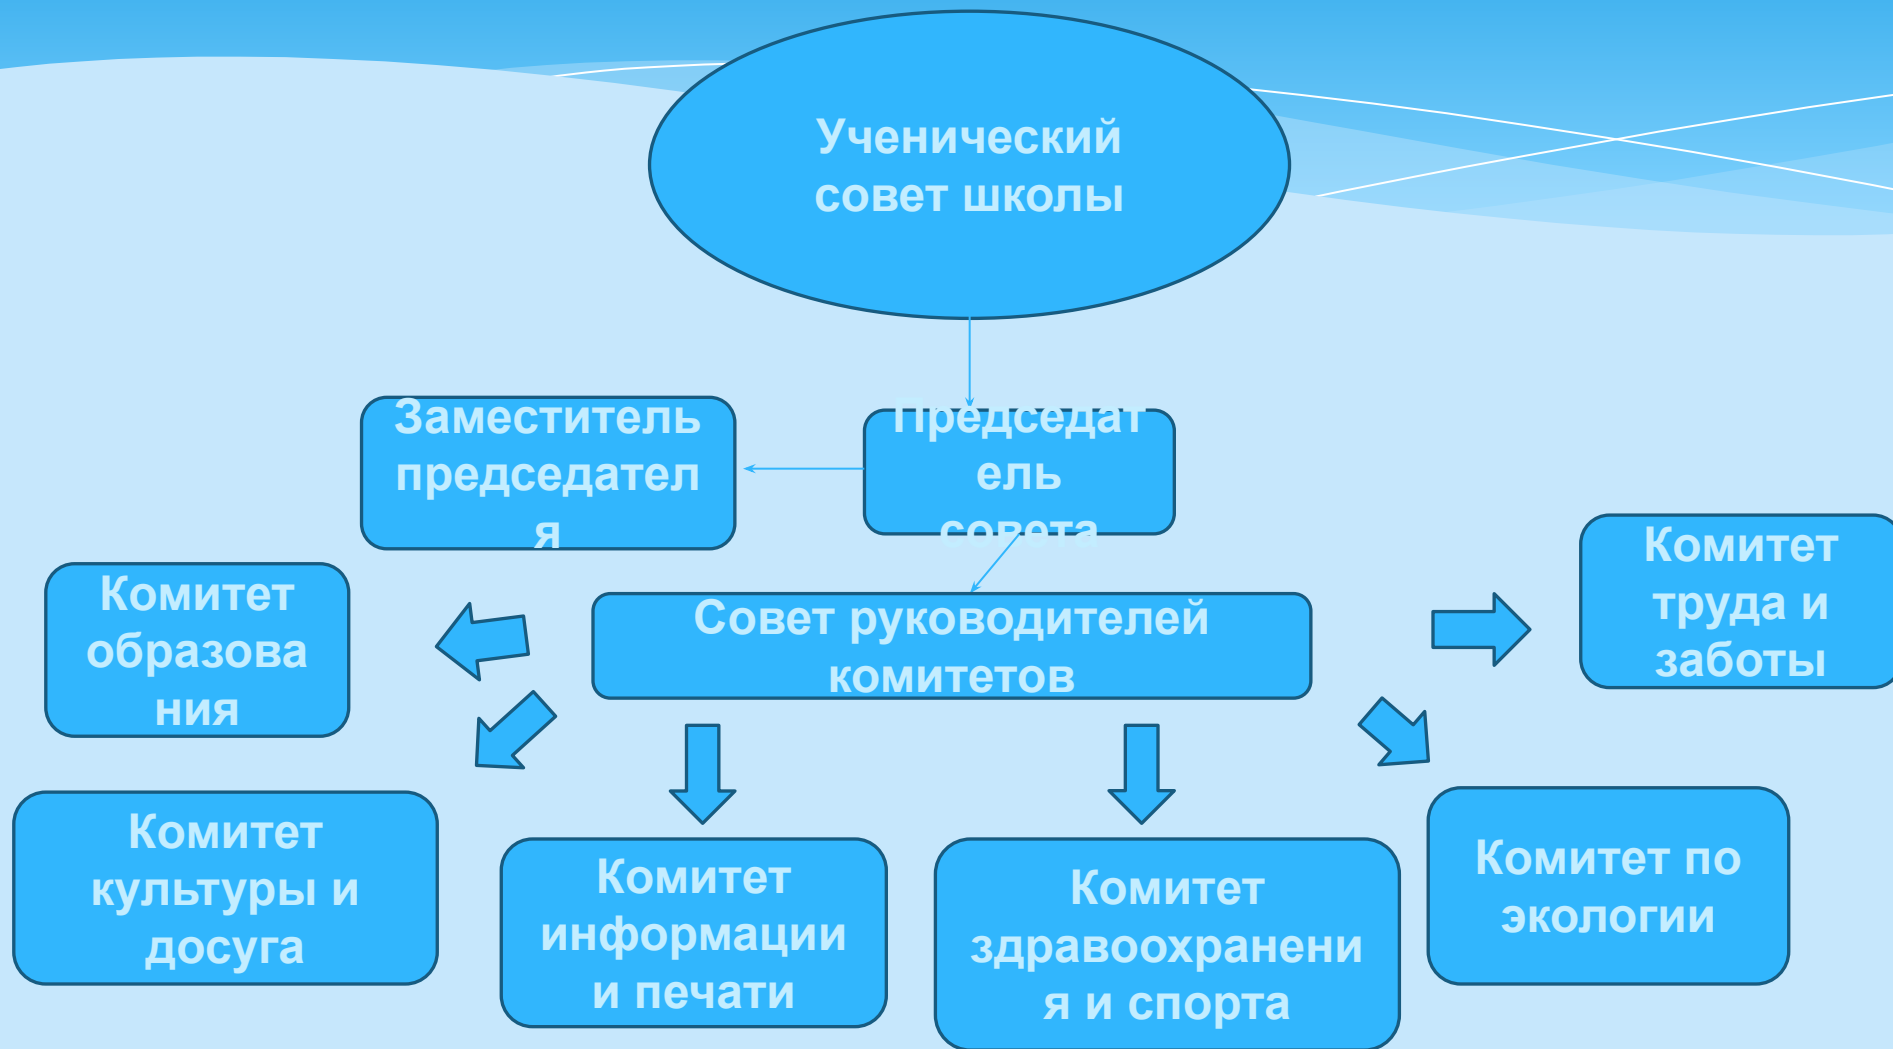 Ученический
совет школы
Заместитель
председател
я
Председат
ель
совета
Совет руководителей
комитетов
Комитет
образова
ния
Комитет
труда и
заботы
Комитет
культуры и
досуга
Комитет
информации
и печати
Комитет
здравоохранени
я и спорта
Комитет по
экологии